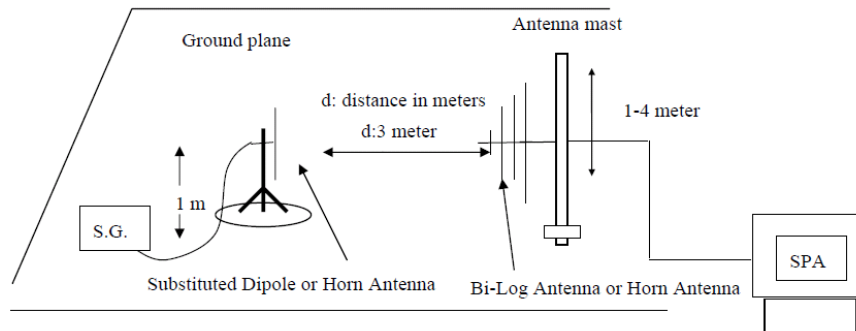 Antenna mast
Ground plane
d: distance in meters
d:3 meter
1-4 meter
1 m
S.G.
SPA
Substituted Dipole or Horn Antenna
Bi-Log Antenna or Horn Antenna